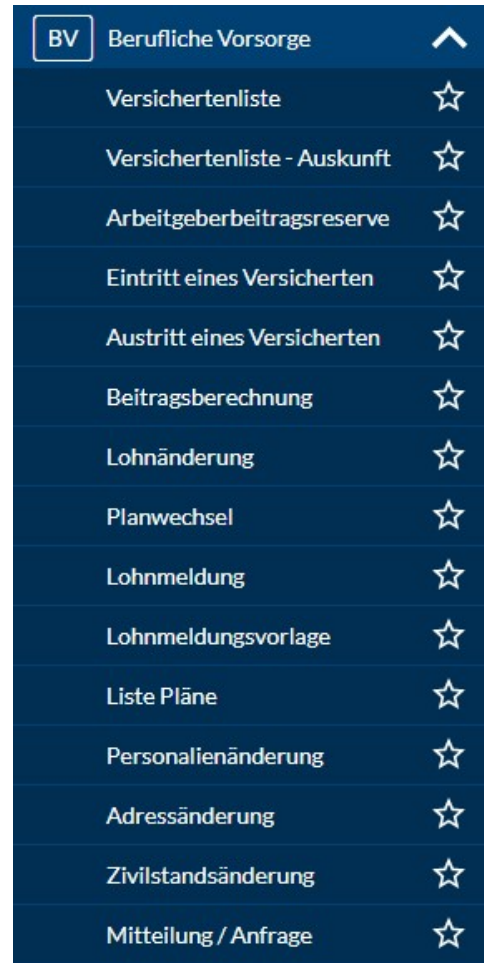 BV Berufliche Vorsorge
Versichertenliste
Versichertenliste - Auskunft
Arbeitgeberbeitragsreserve
Eintritt eines Versicherten
Austritt eines Versicherten
Beitragsberechnung
Lohnänderung
Planwechsel
Lohnmeldung
Lohnmeldungsvorlage
Liste Pläne
Personalienänderung
Adressänderung
Zivilstandsänderung
Mitteilung / Anfrage